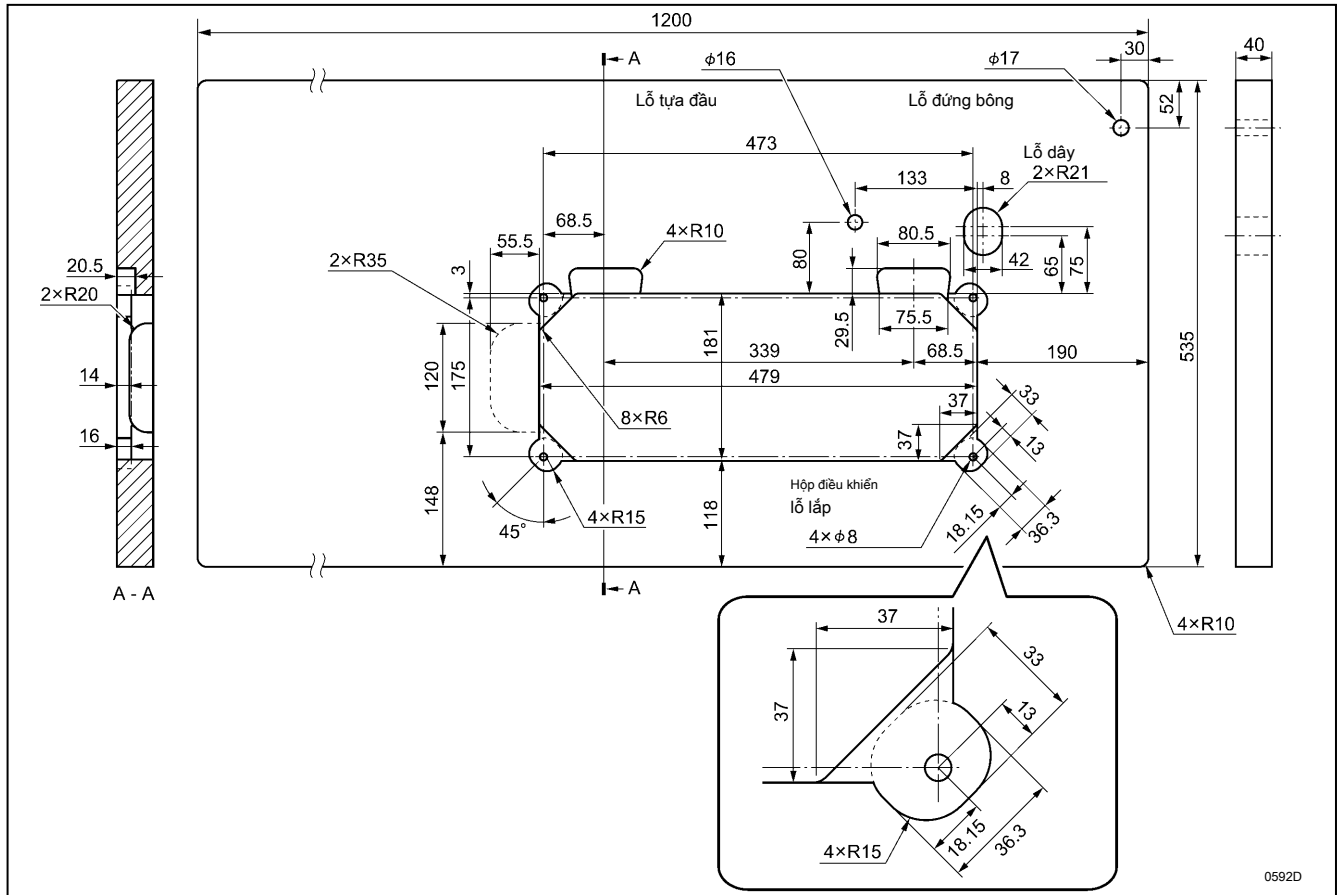 1200
A
φ16
φ17
30
40
Lỗ tựa đầu
Lỗ đứng bông
52
473
Lỗ dây
2×R21
133
8
68.5
4×R10
55.5
80.5
2×R35
80
42
65
75
20.5
3
2×R20
29.5
75.5
181
339
68.5
190
535
14
120
175
479
37
33
16
8×R6
37
13
148
118
Hộp điều khiển
lỗ lắp
45°
4×R15
4×φ8
18.15
36.3
A
A - A
4×R10
37
33
37
13
18.15
36.3
4×R15
0592D